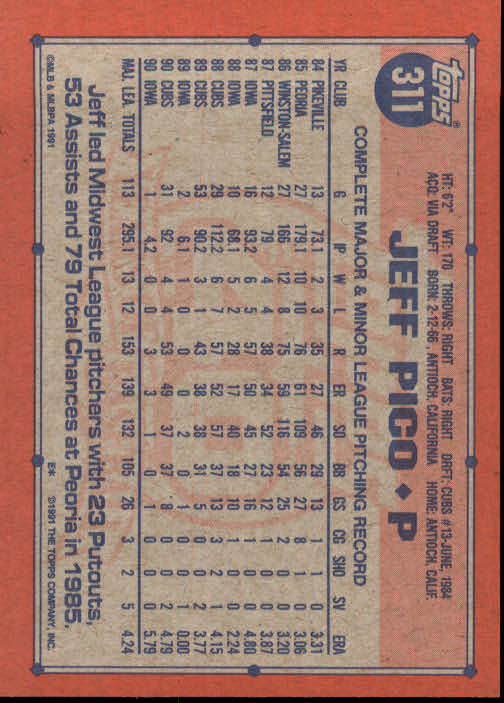 topps®
311
HT: 6'2" WT: 170 THROWS: RIGHT BATS: RIGHT DRFT: CUBS #13-JUNE, 1984
ACQ: VIA DRAFT BORN: 2-12-66, ANTIOCH, CALIFORNIA HOME: ANTIOCH, CALIF.
JEFF PICO ◆ P
COMPLETE MAJOR & MINOR LEAGUE PITCHING RECORD
YR CLUB G IP W L R ER SO BB GS CG SHO SV ERA
84 PIKEVILLE 13 73.1 2 3 35 27 46 29 13 1 1 0 3.31
85 PEORIA 27 179.1 10 10 76 61 109 56 27 8 1 0 3.06
86 WINSTON-SALEM 27 166 12 8 75 59 116 54 25 2 0 0 3.20
87 PITTSFIELD 12 79 4 4 38 34 52 23 12 1 0 0 3.87
87 IOWA 16 93.2 6 5 57 50 45 27 16 1 0 0 4.80
88 IOWA 10 68.1 5 2 28 17 40 18 10 1 0 0 2.24
88 CUBS 29 112.2 6 7 57 52 57 37 13 3 2 1 4.15
89 CUBS 53 90.2 3 1 43 38 38 31 5 0 0 2 3.77
89 IOWA 2 6.1 1 0 0 0 2 1 0 0 0 1 0.00
90 CUBS 31 92 4 4 53 49 37 37 8 0 0 2 4.79
90 IOWA 1 4.2 0 0 3 3 1 0 1 0 0 0 5.79
MAJ. LEA. TOTALS 113 295.1 13 12 153 139 132 105 26 3 2 5 4.24
Jeff led Midwest League pitchers with 23 Putouts,
53 Assists and 79 Total Chances at Peoria in 1985.
©MLB & MLBPA 1991 E* ©1991 THE TOPPS COMPANY, INC.